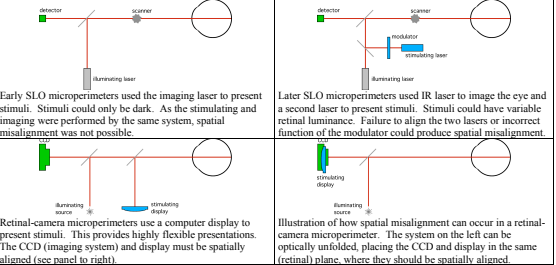 detector
scanner
illuminating laser
Early SLO microperimeters used the imaging laser to present
stimuli. Stimuli could only be dark. As the stimulating and
imaging were performed by the same system, spatial
misalignment was not possible.
detector
scanner
modulator
stimulating laser
illuminating laser
Later SLO microperimeters used IR laser to image the eye and
a second laser to present stimuli. Stimuli could have variable
retinal luminance. Failure to align the two lasers or incorrect
function of the modulator could produce spatial misalignment.
CCD
illuminating
source
stimulating
display
Retinal-camera microperimeters use a computer display to
present stimuli. This provides highly flexible presentations.
The CCD (imaging system) and display must be spatially
aligned (see panel to right).
CCD
stimulating
display
illuminating
source
Illustration of how spatial misalignment can occur in a retinal-
camera microperimeter. The system on the left can be
optically unfolded, placing the CCD and display in the same
(retinal) plane, where they should be spatially aligned.